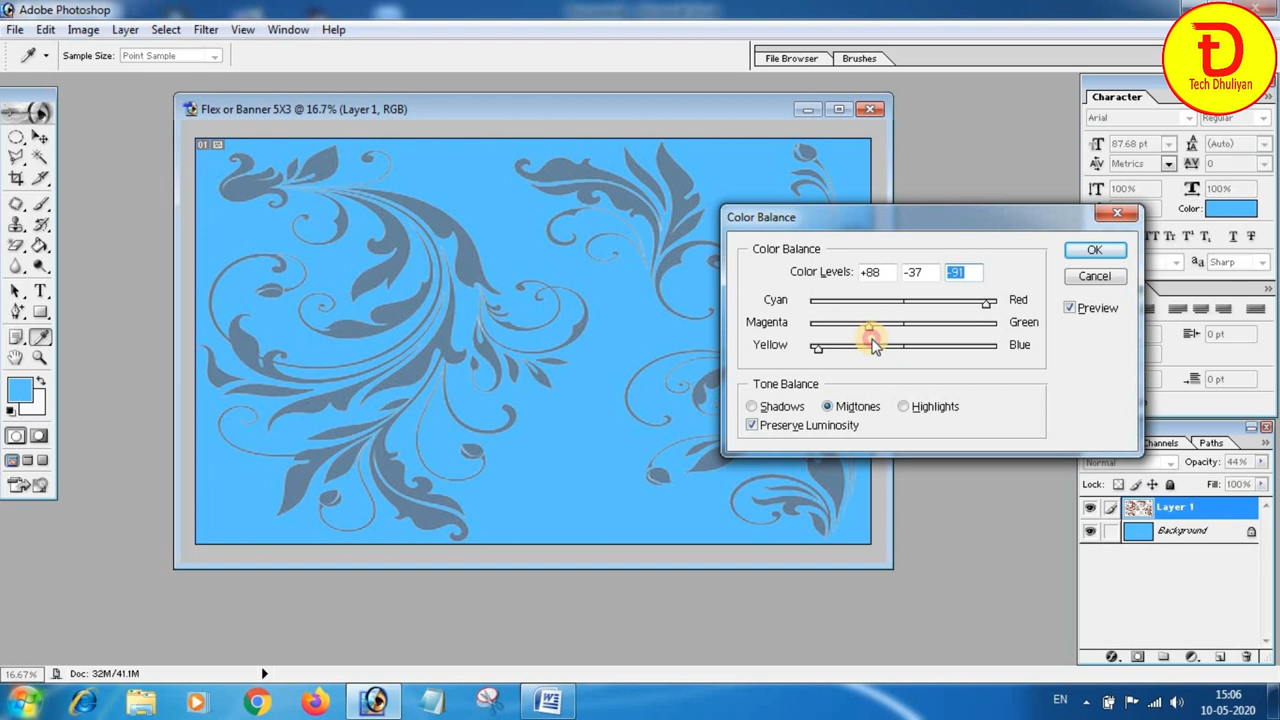 Adobe Photoshop
File Edit Image Layer Select Filter View Window Help
Sample Size: Point Sample
File Browser Brushes
t
Tech Dhuliyan
Flex or Banner 5X3 @ 16.7% (Layer 1, RGB)
01
Character
Arial Regular
87.68 pt (Auto)
Metrics 0
100% 100%
Color:
Sharp
0 pt
0 pt
Color Balance
Color Balance
Color Levels: +88 -37 -91
Cyan Red
Magenta Green
Yellow Blue
Tone Balance
Shadows Midtones Highlights
Preserve Luminosity
OK
Cancel
Preview
Channels Paths
Normal Opacity: 44%
Lock: Fill: 100%
Layer 1
Background
16.67% Doc: 32M/41.1M
EN 15:06
10-05-2020